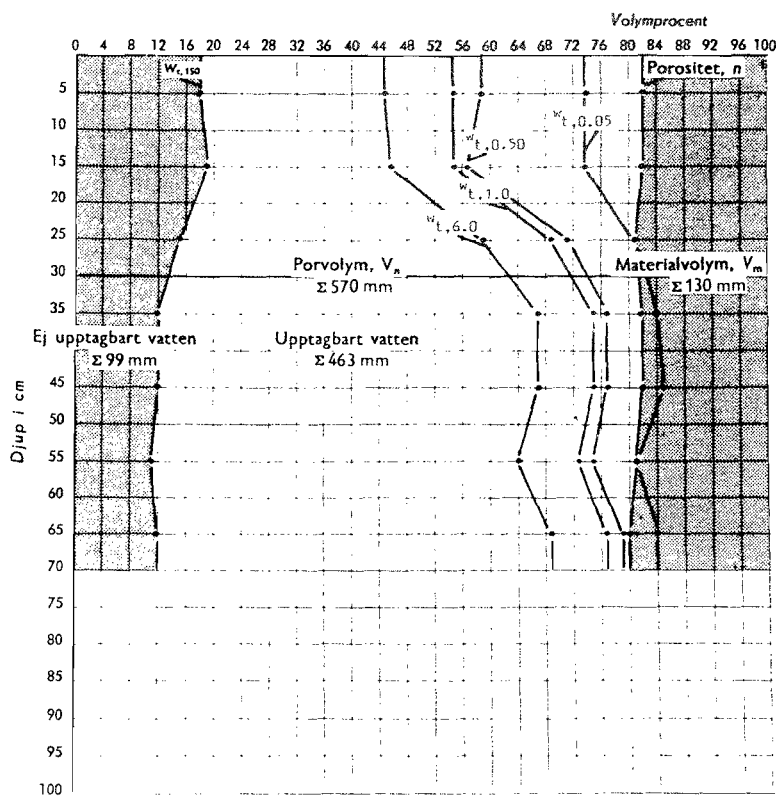 Volymprocent
0 4 8 12 16 20 24 28 32 36 40 44 48 52 56 60 64 68 72 76 80 84 88 92 96 100
wt,150
Porositet, n
5
10
wt,0.50
wt,0.05
15
wt,1.0
20
wt,6.0
25
Porvolym, Vn
Σ 570 mm
Materialvolym, Vm
Σ 130 mm
30
35
Ej upptagbart vatten
Σ 99 mm
Upptagbart vatten
Σ 463 mm
40
45
50
55
60
65
70
75
80
85
90
95
100
Djup i cm